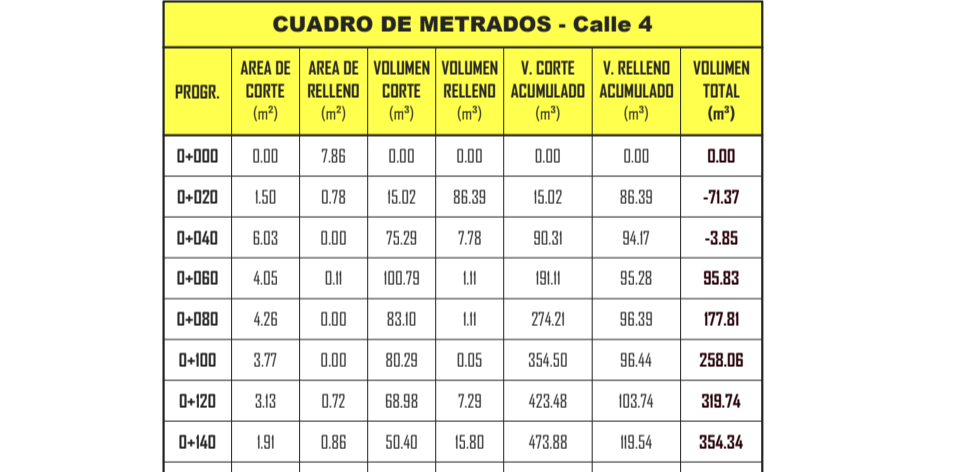 CUADRO DE METRADOS - Calle 4
PROGR. AREA DE CORTE (m²) AREA DE RELLENO (m²) VOLUMEN CORTE (m³) VOLUMEN RELLENO (m³) V. CORTE ACUMULADO (m³) V. RELLENO ACUMULADO (m³) VOLUMEN TOTAL (m³)
0+000 0.00 7.86 0.00 0.00 0.00 0.00 0.00
0+020 1.50 0.78 15.02 86.39 15.02 86.39 -71.37
0+040 6.03 0.00 75.29 7.78 90.31 94.17 -3.85
0+060 4.05 0.11 100.79 1.11 191.11 95.28 95.83
0+080 4.26 0.00 83.10 1.11 274.21 96.39 177.81
0+100 3.77 0.00 80.29 0.05 354.50 96.44 258.06
0+120 3.13 0.72 68.98 7.29 423.48 103.74 319.74
0+140 1.91 0.86 50.40 15.80 473.88 119.54 354.34